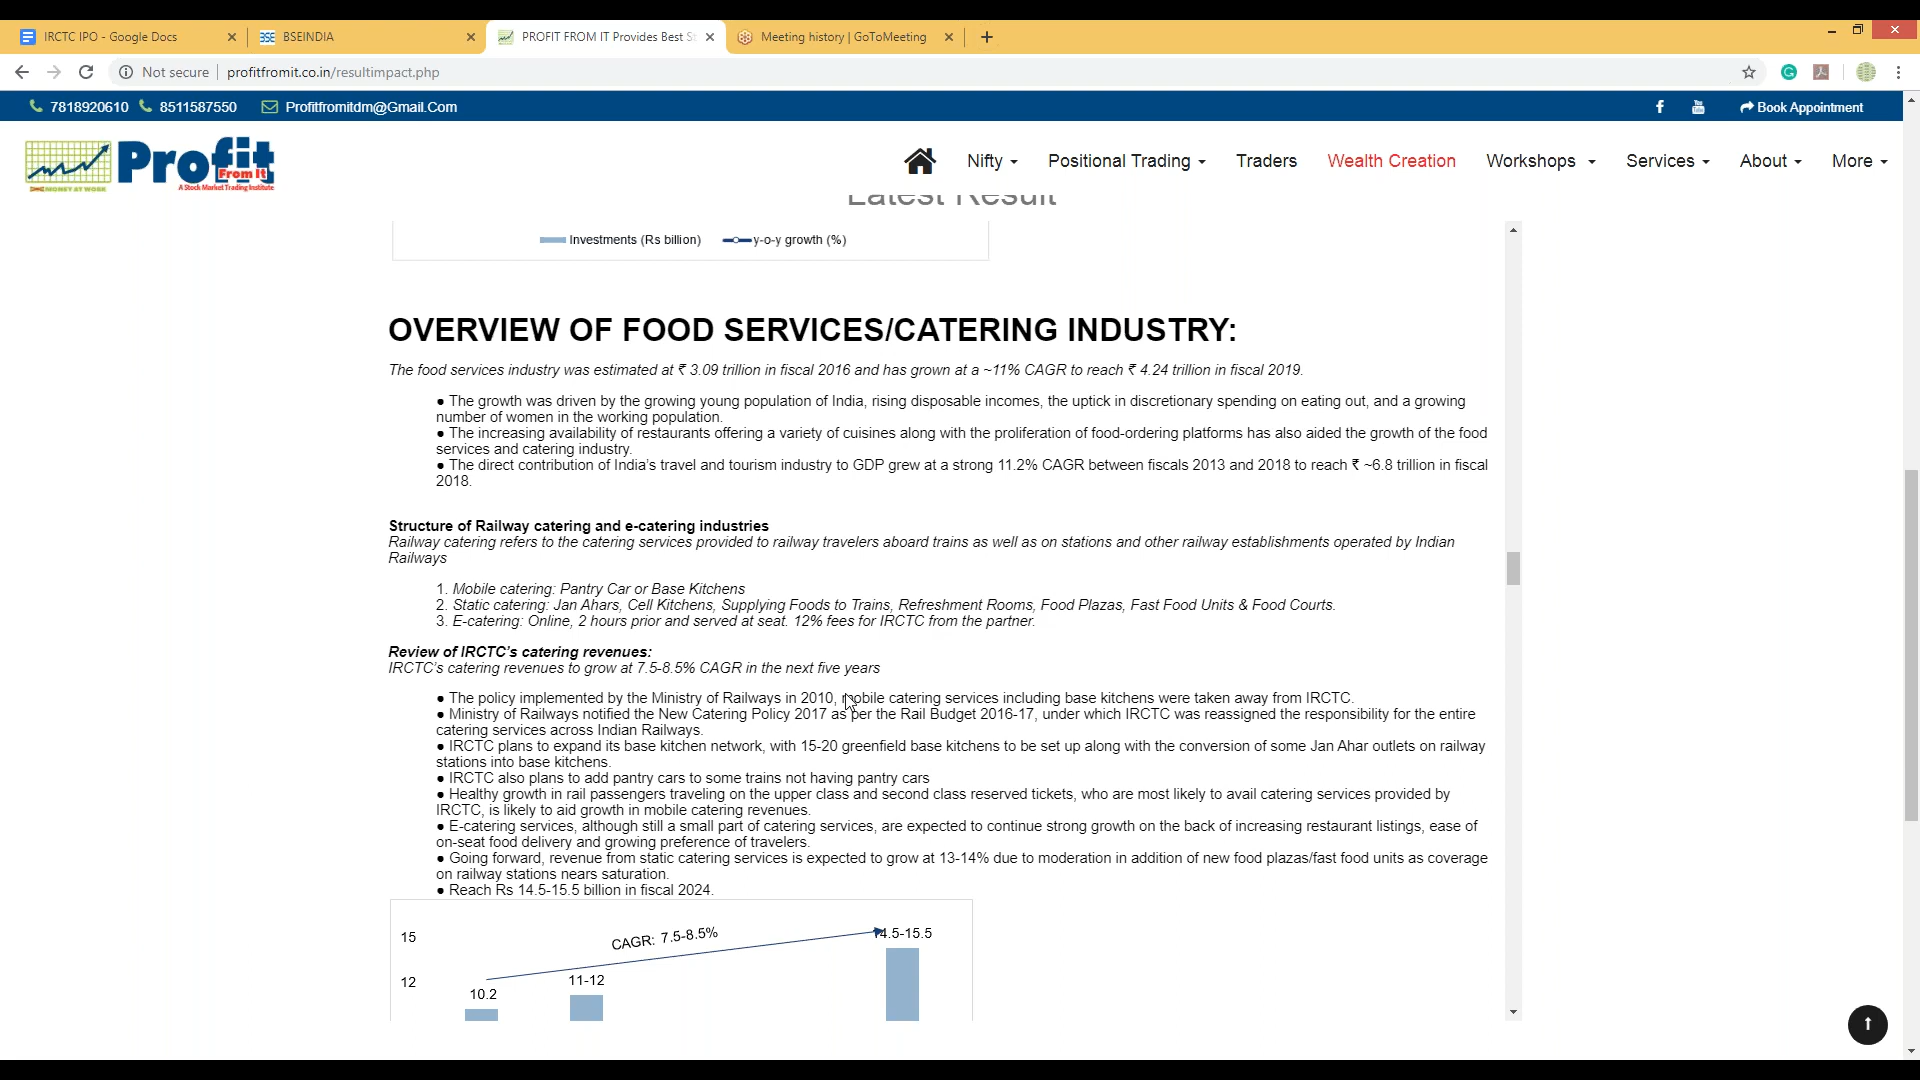 IRCTC IPO - Google Docs
BSEINDIA
PROFIT FROM IT Provides Best S
Meeting history | GoToMeeting
Not secure
profitfromit.co.in/resultimpact.php
7818920610
8511587550
Profitfromitdm@Gmail.Com
Book Appointment
Profit
From It
MONEY AT WORK
A Stock Market Trading Institute
Nifty
Positional Trading
Traders
Wealth Creation
Workshops
Services
About
More
Latest Result
Investments (Rs billion)
y-o-y growth (%)
OVERVIEW OF FOOD SERVICES/CATERING INDUSTRY:
The food services industry was estimated at ₹ 3.09 trillion in fiscal 2016 and has grown at a ~11% CAGR to reach ₹ 4.24 trillion in fiscal 2019.
● The growth was driven by the growing young population of India, rising disposable incomes, the uptick in discretionary spending on eating out, and a growing
number of women in the working population.
● The increasing availability of restaurants offering a variety of cuisines along with the proliferation of food-ordering platforms has also aided the growth of the food
services and catering industry.
● The direct contribution of India's travel and tourism industry to GDP grew at a strong 11.2% CAGR between fiscals 2013 and 2018 to reach ₹ ~6.8 trillion in fiscal
2018.
Structure of Railway catering and e-catering industries
Railway catering refers to the catering services provided to railway travelers aboard trains as well as on stations and other railway establishments operated by Indian
Railways
1. Mobile catering: Pantry Car or Base Kitchens
2. Static catering: Jan Ahars, Cell Kitchens, Supplying Foods to Trains, Refreshment Rooms, Food Plazas, Fast Food Units & Food Courts.
3. E-catering: Online, 2 hours prior and served at seat. 12% fees for IRCTC from the partner.
Review of IRCTC's catering revenues:
IRCTC's catering revenues to grow at 7.5-8.5% CAGR in the next five years
● The policy implemented by the Ministry of Railways in 2010, mobile catering services including base kitchens were taken away from IRCTC.
● Ministry of Railways notified the New Catering Policy 2017 as per the Rail Budget 2016-17, under which IRCTC was reassigned the responsibility for the entire
catering services across Indian Railways.
● IRCTC plans to expand its base kitchen network, with 15-20 greenfield base kitchens to be set up along with the conversion of some Jan Ahar outlets on railway
stations into base kitchens.
● IRCTC also plans to add pantry cars to some trains not having pantry cars
● Healthy growth in rail passengers traveling on the upper class and second class reserved tickets, who are most likely to avail catering services provided by
IRCTC, is likely to aid growth in mobile catering revenues.
● E-catering services, although still a small part of catering services, are expected to continue strong growth on the back of increasing restaurant listings, ease of
on-seat food delivery and growing preference of travelers.
● Going forward, revenue from static catering services is expected to grow at 13-14% due to moderation in addition of new food plazas/fast food units as coverage
on railway stations nears saturation.
● Reach Rs 14.5-15.5 billion in fiscal 2024.
15
CAGR: 7.5-8.5%
14.5-15.5
12
11-12
10.2